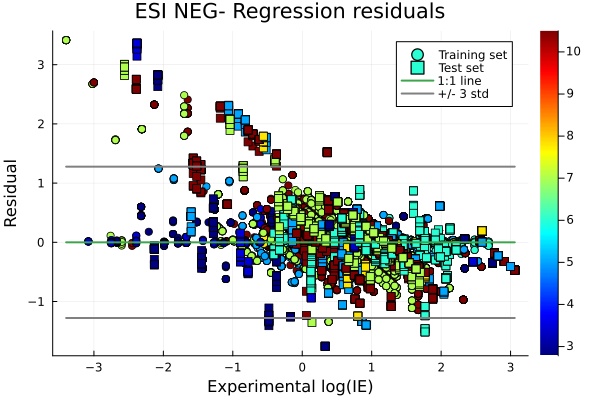 ESI NEG- Regression residuals
Training set
Test set
1:1 line
+/- 3 std
Residual
3
2
1
0
−1
−3
−2
−1
0
1
2
3
Experimental log(IE)
10
9
8
7
6
5
4
3